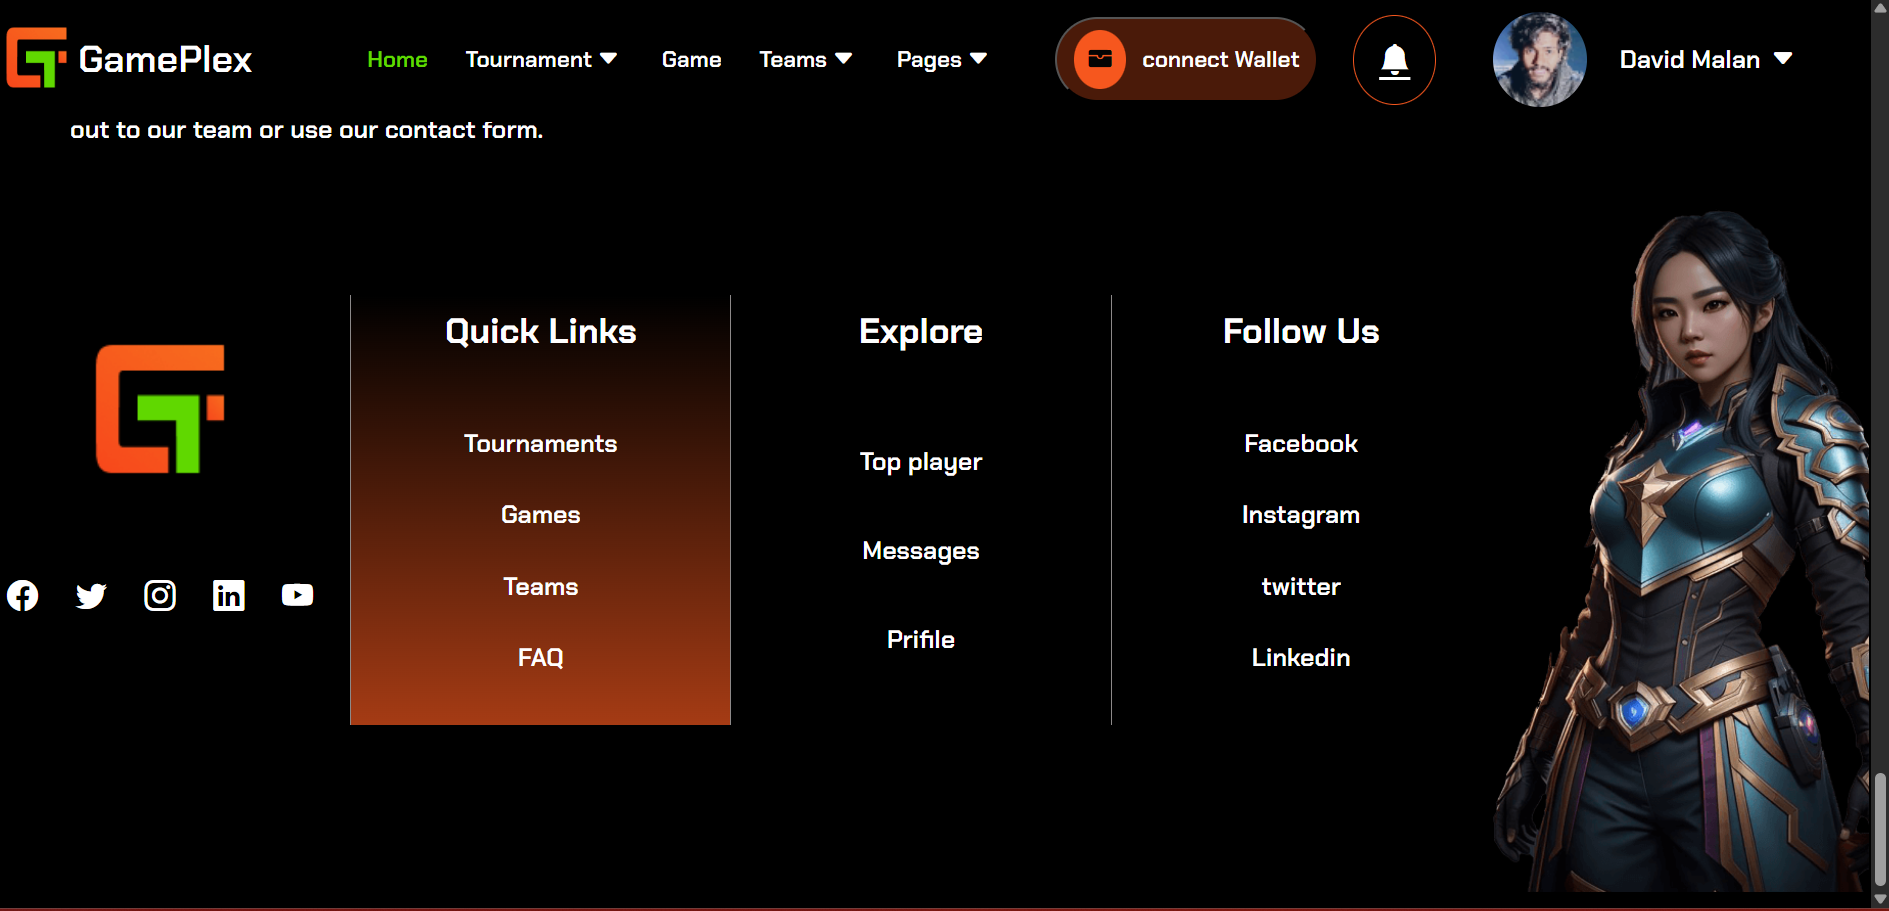 GamePlex
Home Tournament Game Teams Pages connect Wallet David Malan
out to our team or use our contact form.
Quick Links
Tournaments
Games
Teams
FAQ
Explore
Top player
Messages
Prifile
Follow Us
Facebook
Instagram
twitter
Linkedin